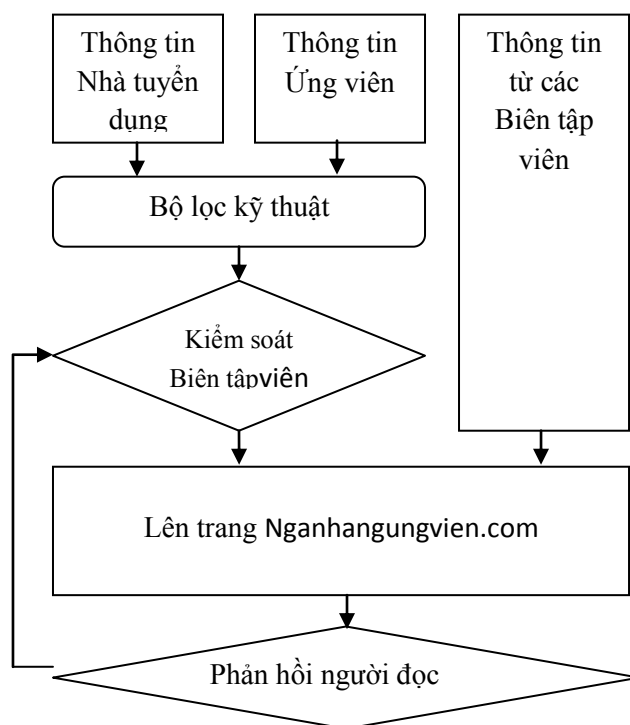 Thông tin
Nhà tuyển
dụng
Thông tin
Ứng viên
Thông tin
từ các
Biên tập
viên
Bộ lọc kỹ thuật
Kiểm soát
Biên tậpviên
Lên trang Nganhangungvien.com
Phản hồi người đọc